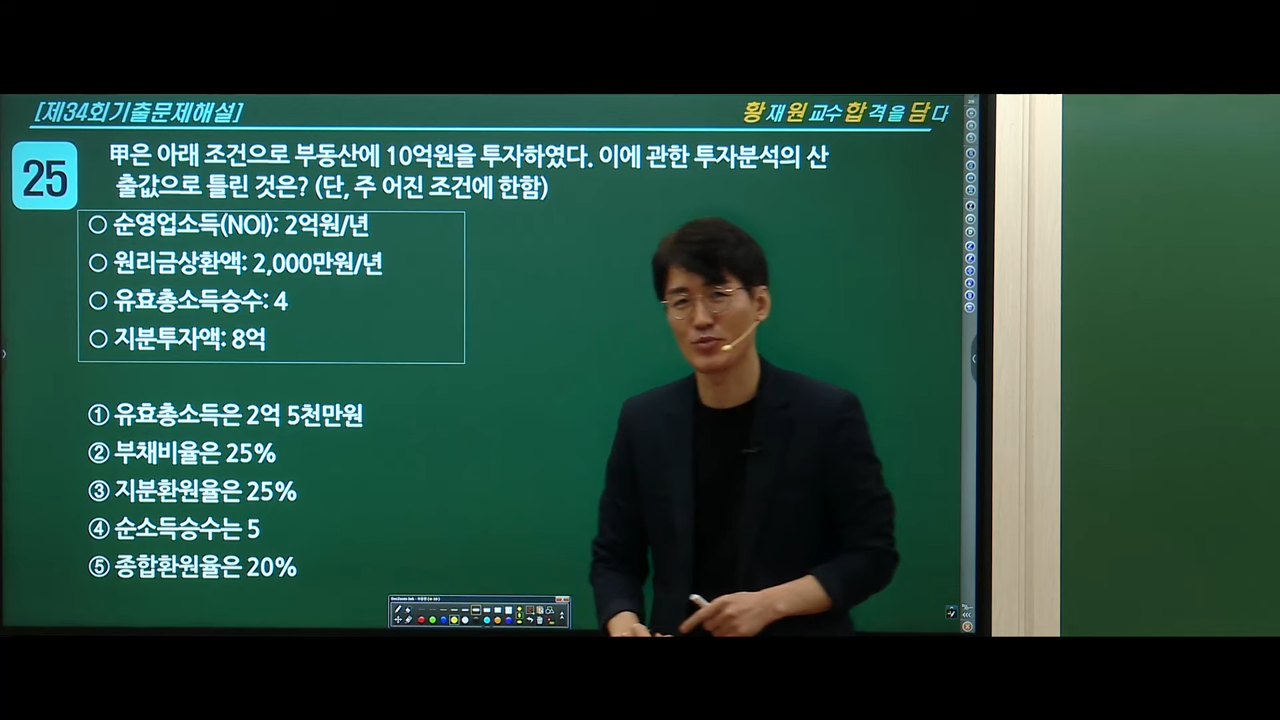 [제34회기출문제해설]
황재원 교수 합격을 담다
25
甲은 아래 조건으로 부동산에 10억원을 투자하였다. 이에 관한 투자분석의 산
출값으로 틀린 것은? (단, 주 어진 조건에 한함)
○ 순영업소득(NOI): 2억원/년
○ 원리금상환액: 2,000만원/년
○ 유효총소득승수: 4
○ 지분투자액: 8억
① 유효총소득은 2억 5천만원
② 부채비율은 25%
③ 지분환원율은 25%
④ 순소득승수는 5
⑤ 종합환원율은 20%